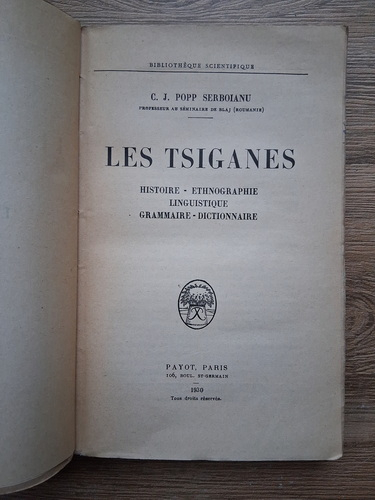 BIBLIOTHÈQUE SCIENTIFIQUE
C. J. POPP SERBOIANU
PROFESSEUR AU SÉMINAIRE DE BLAJ (ROUMANIE)
LES TSIGANES
HISTOIRE - ETHNOGRAPHIE
LINGUISTIQUE
GRAMMAIRE - DICTIONNAIRE
PAYOT, PARIS
106, BOUL. ST-GERMAIN
1930
Tous droits réservés.